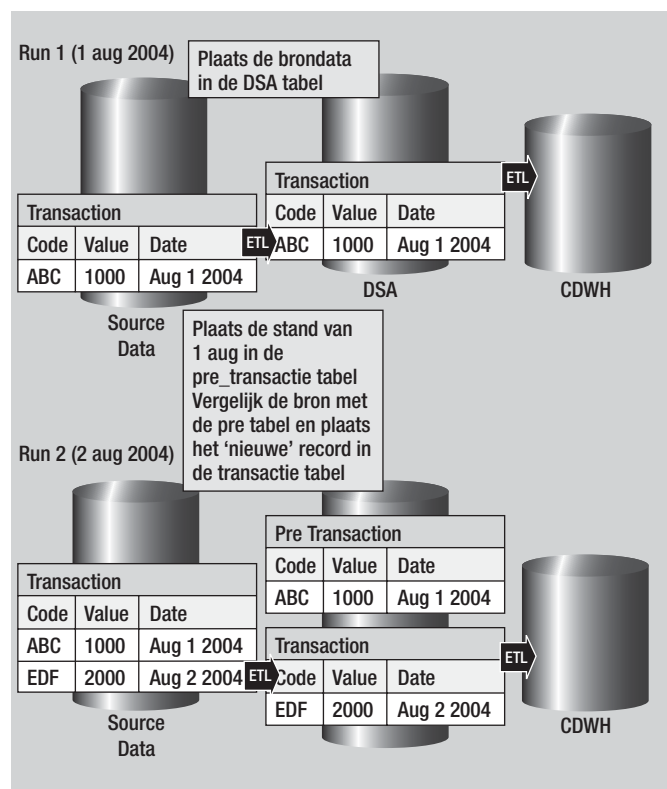 Run 1 (1 aug 2004)
Plaats de brondata
in de DSA tabel
Transaction
Code Value Date
ABC 1000 Aug 1 2004
ETL
Transaction
Code Value Date
ABC 1000 Aug 1 2004
ETL
Source
Data
DSA
CDWH
Plaats de stand van
1 aug in de
pre_transactie tabel
Vergelijk de bron met
de pre tabel en plaats
het ‘nieuwe’ record in
de transactie tabel
Run 2 (2 aug 2004)
Transaction
Code Value Date
ABC 1000 Aug 1 2004
EDF 2000 Aug 2 2004
ETL
Pre Transaction
Code Value Date
ABC 1000 Aug 1 2004
Transaction
Code Value Date
EDF 2000 Aug 2 2004
ETL
Source
Data
CDWH